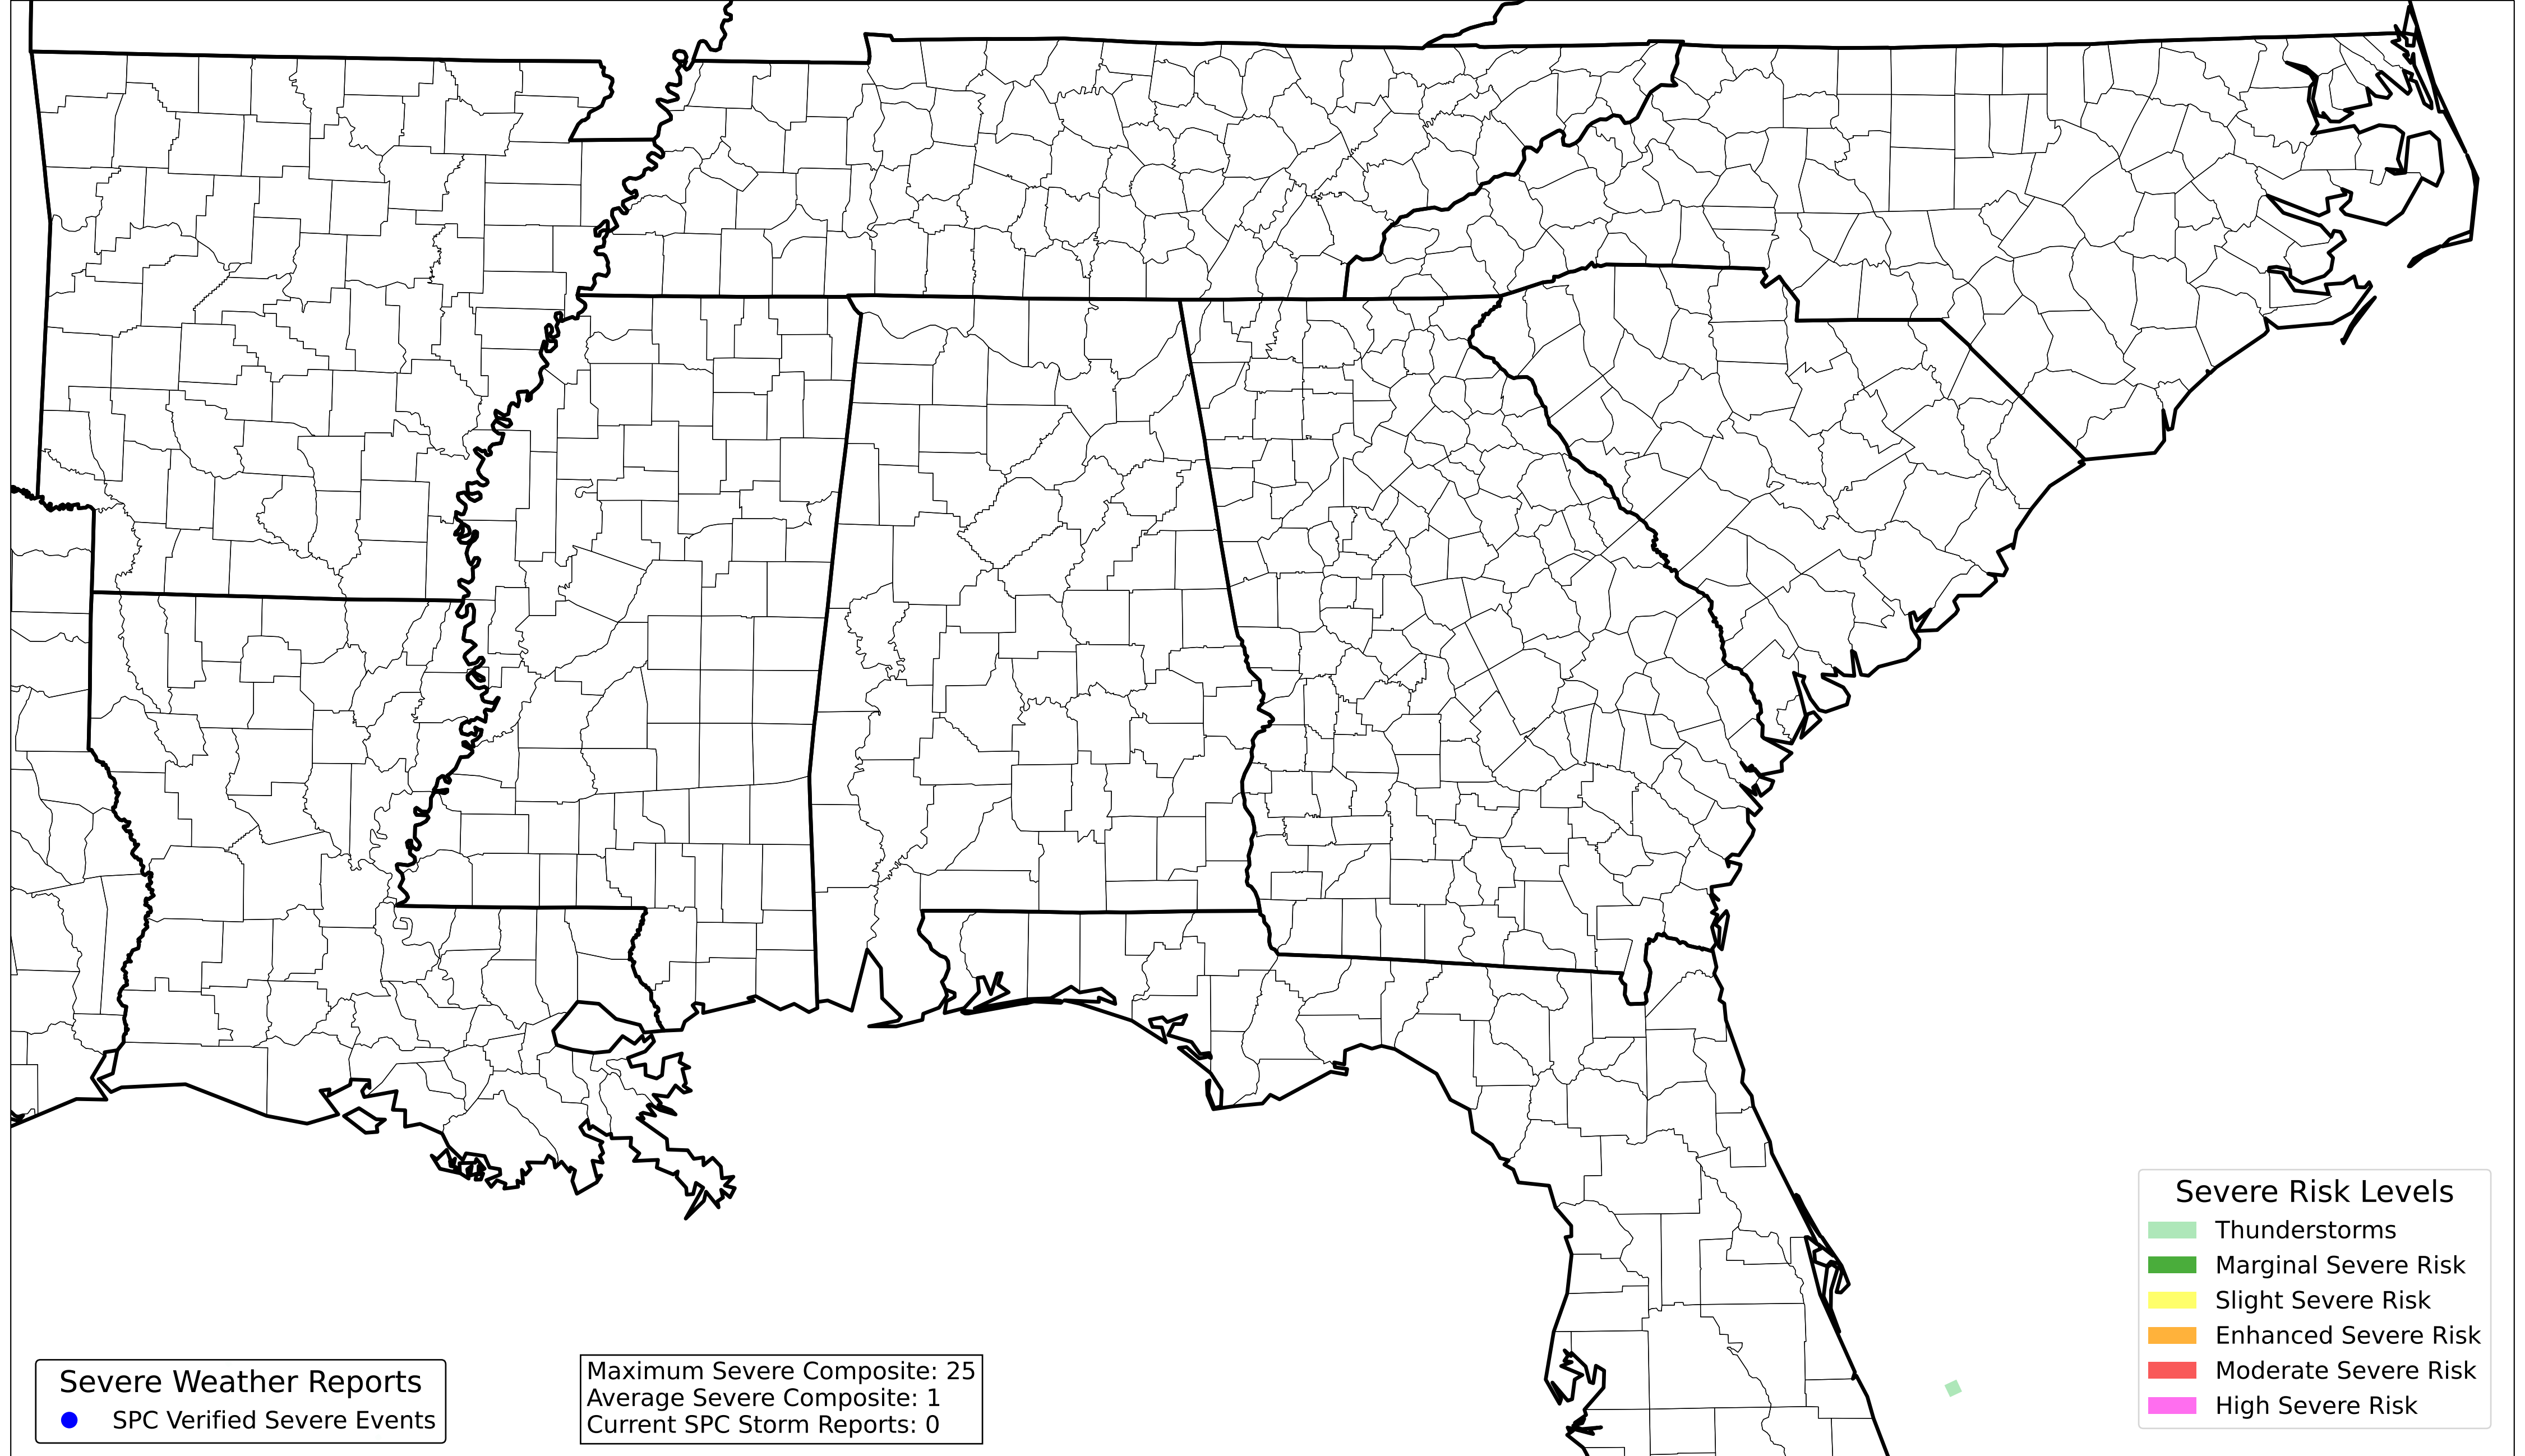 Severe Risk Levels
Thunderstorms
Marginal Severe Risk
Slight Severe Risk
Enhanced Severe Risk
Moderate Severe Risk
High Severe Risk
Severe Weather Reports
SPC Verified Severe Events
Maximum Severe Composite: 25
Average Severe Composite: 1
Current SPC Storm Reports: 0